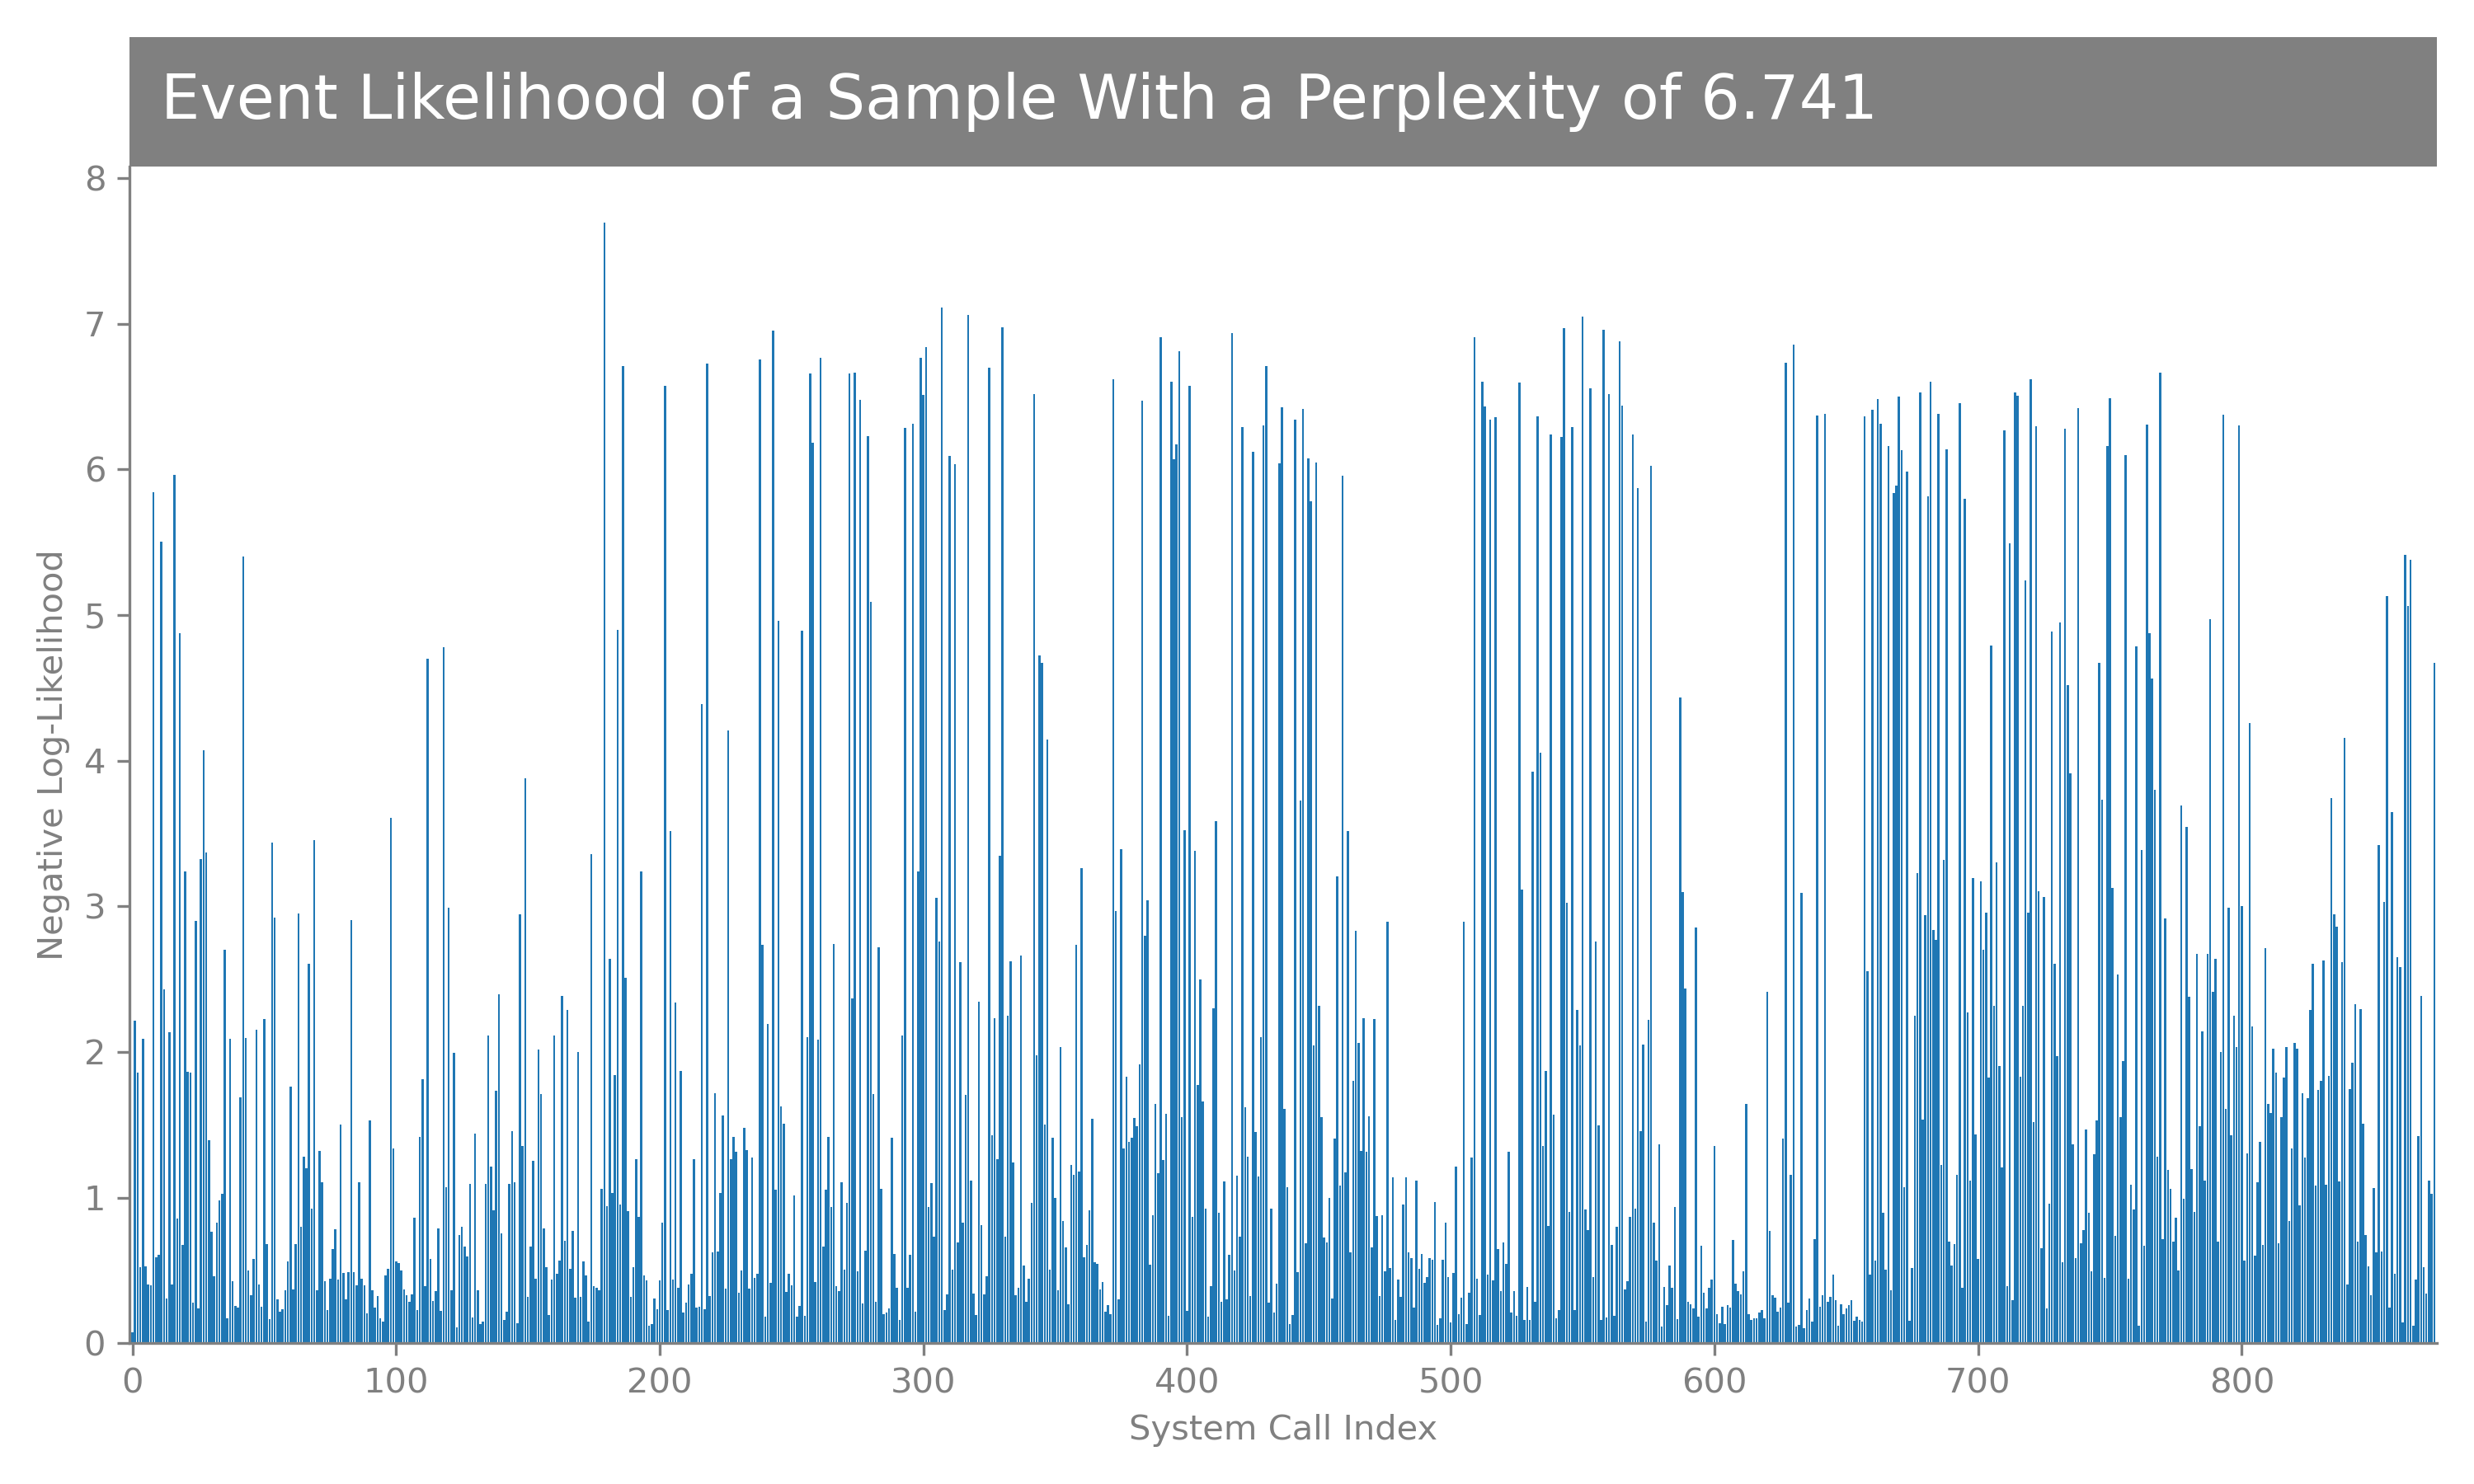 Event Likelihood of a Sample With a Perplexity of 6.741
8
7
6
5
4
3
2
1
0
Negative Log-Likelihood
0 100 200 300 400 500 600 700 800
System Call Index